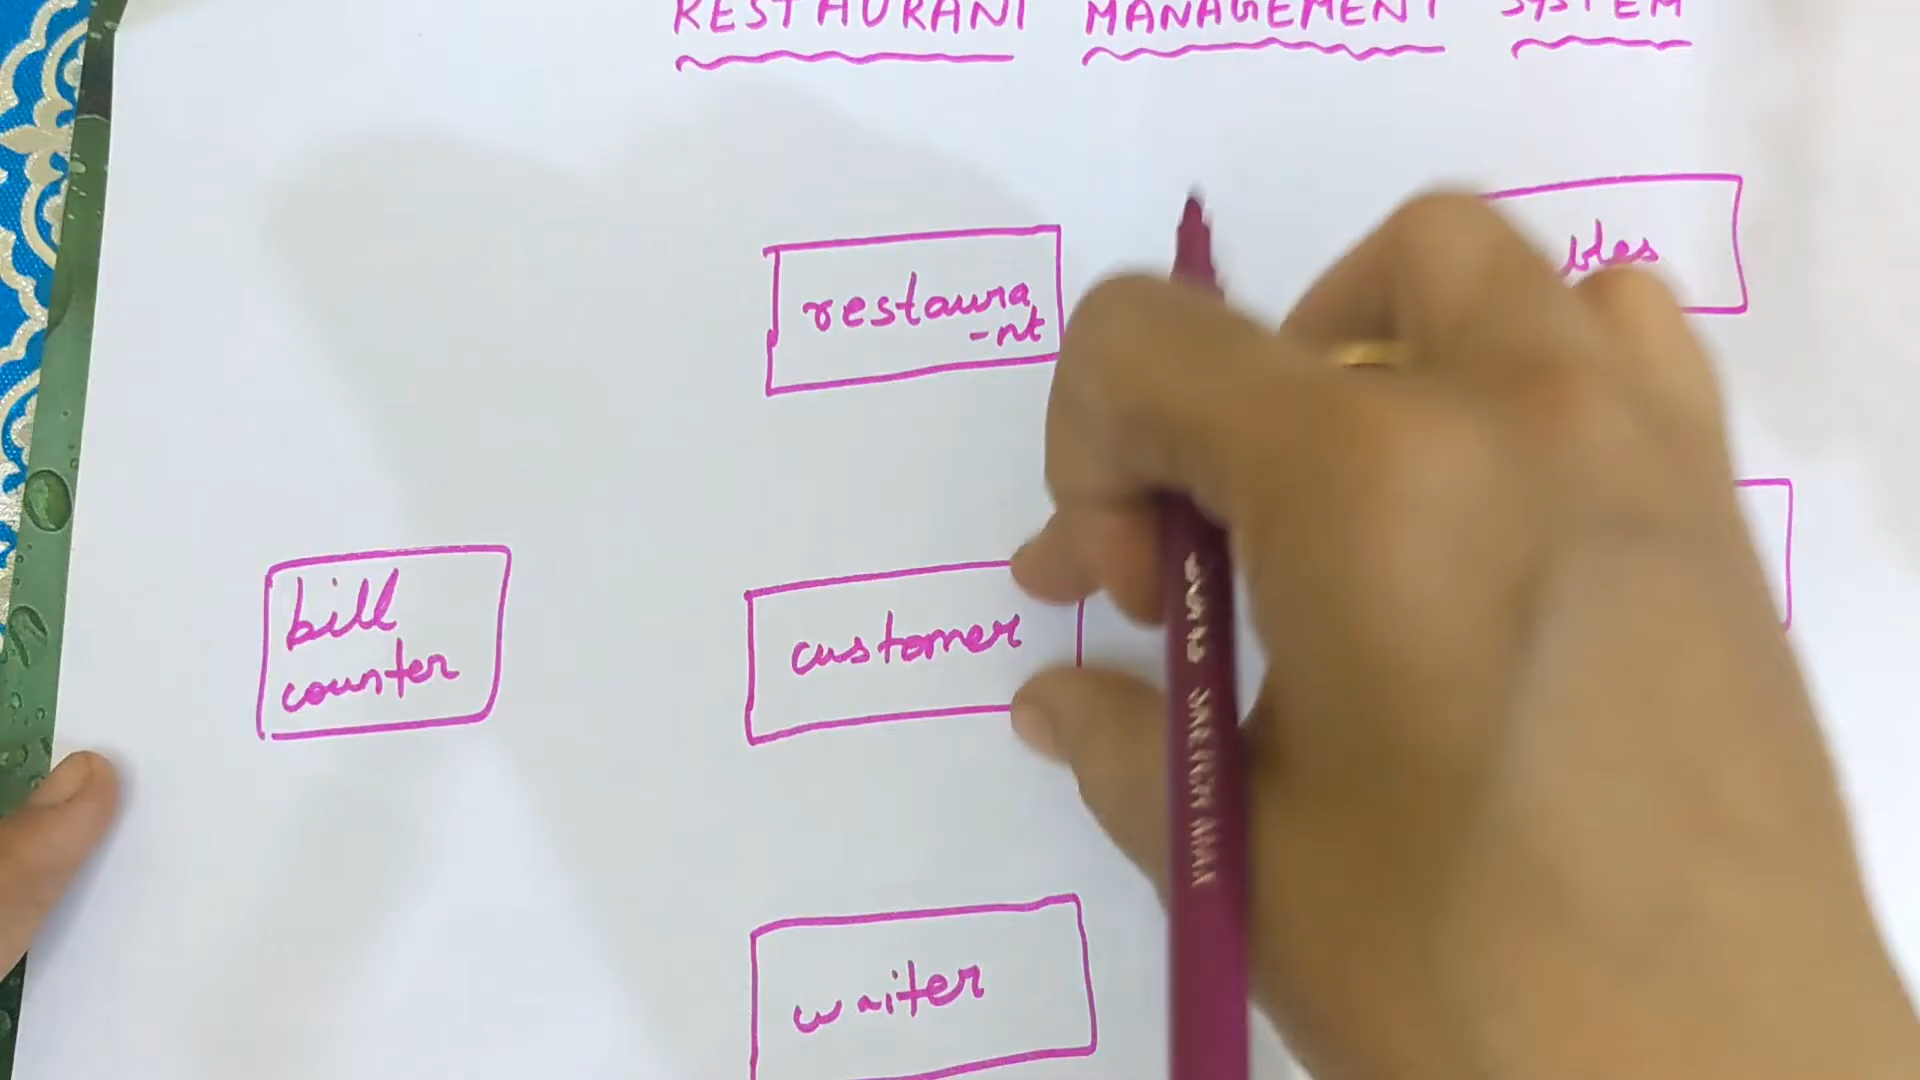 RESTAURANT MANAGEMENT SYSTEM
restaura
-nt
bill
counter
customer
waiter